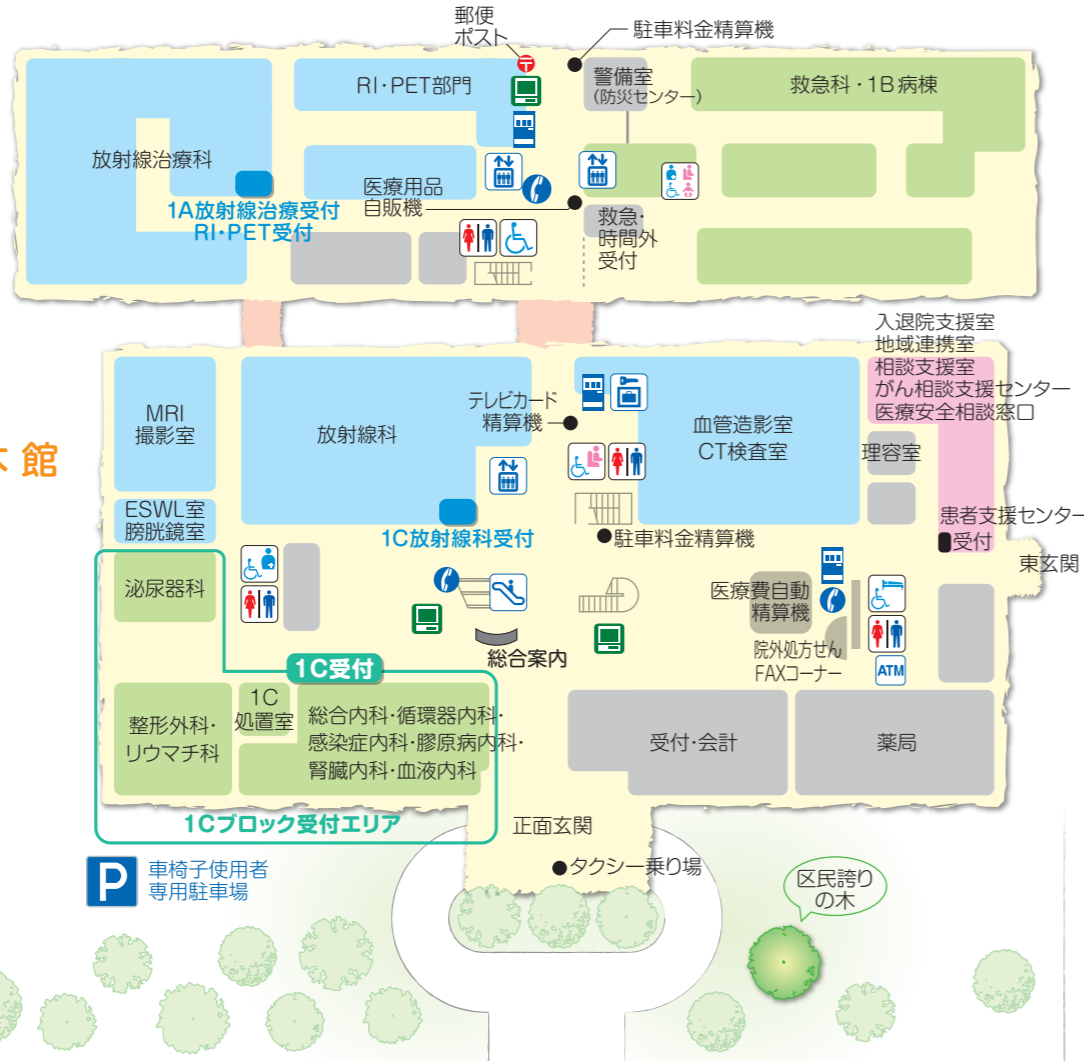 郵便
ポスト
駐車料金精算機
RI・PET部門
警備室
(防災センター)
救急科・1B病棟
放射線治療科
医療用品
自販機
1A放射線治療受付
RI・PET受付
救急・
時間外
受付
入退院支援室
地域連携室
相談支援室
がん相談支援センター
医療安全相談窓口
MRI
撮影室
放射線科
テレビカード
精算機
血管造影室
CT検査室
理容室
館
ESWL室
膀胱鏡室
1C放射線科受付
駐車料金精算機
患者支援センター
受付
東玄関
泌尿器科
医療費自動
精算機
総合案内
院外処方せん
FAXコーナー
ATM
1C受付
整形外科・
リウマチ科
1C
処置室
総合内科・循環器内科・
感染症内科・膠原病内科・
腎臓内科・血液内科
受付・会計
薬局
1Cブロック受付エリア
正面玄関
P
車椅子使用者
専用駐車場
タクシー乗り場
区民誇り
の木